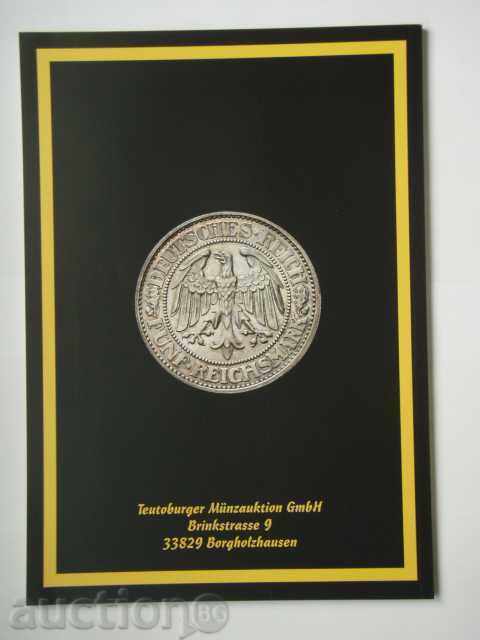 DEUTSCHES REICH
FÜNF REICHSMARK
Teutoburger Münzauktion GmbH
Brinkstrasse 9
33829 Borgholzhausen
auction BG